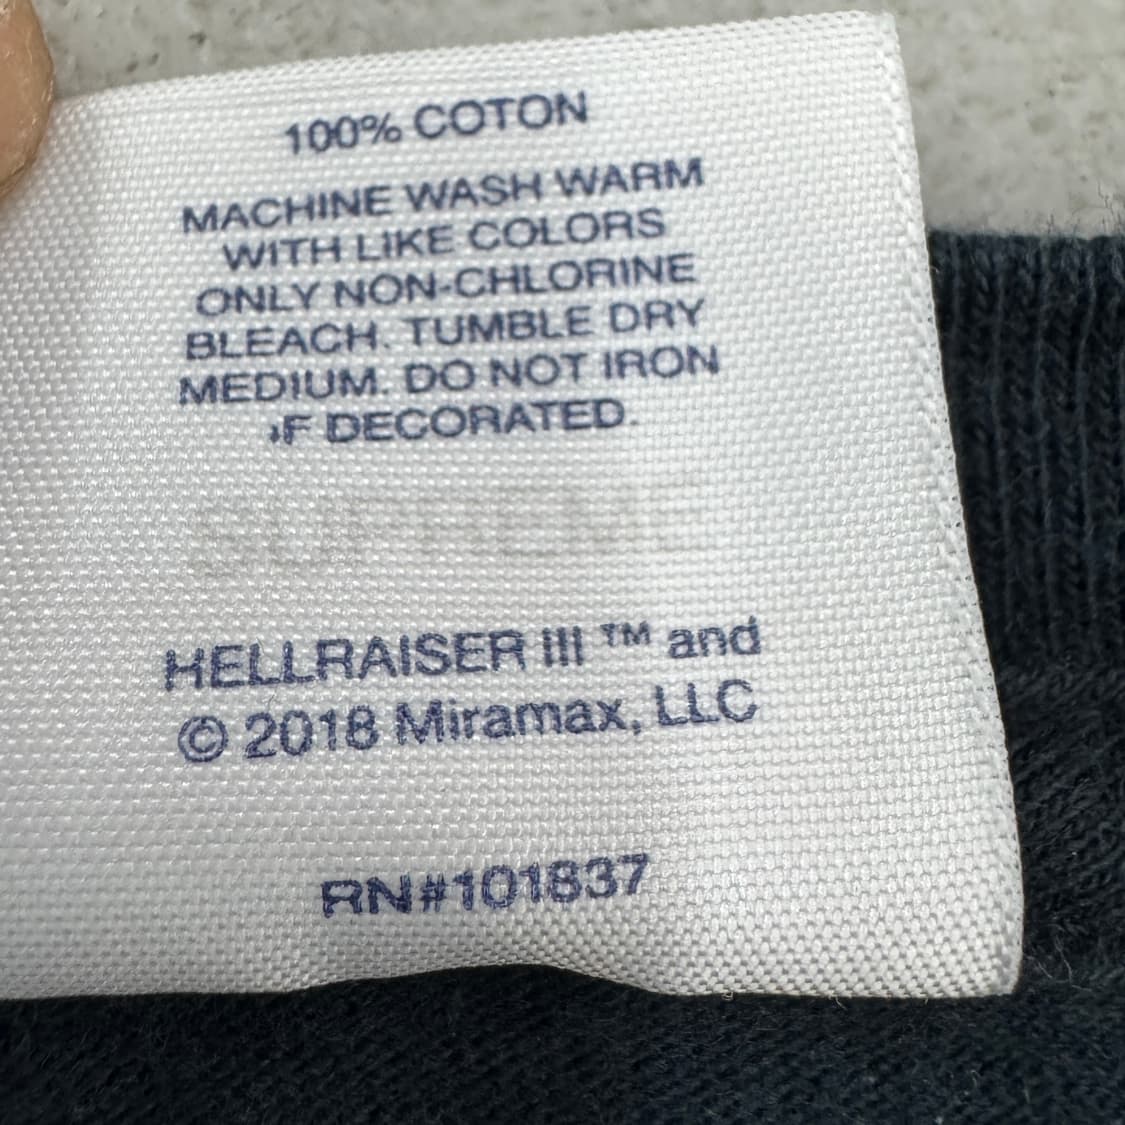 100% COTON
MACHINE WASH WARM
WITH LIKE COLORS
ONLY NON-CHLORINE
BLEACH. TUMBLE DRY
MEDIUM. DO NOT IRON
IF DECORATED.
HELLRAISER III ™ and
© 2018 Miramax, LLC
RN#101837